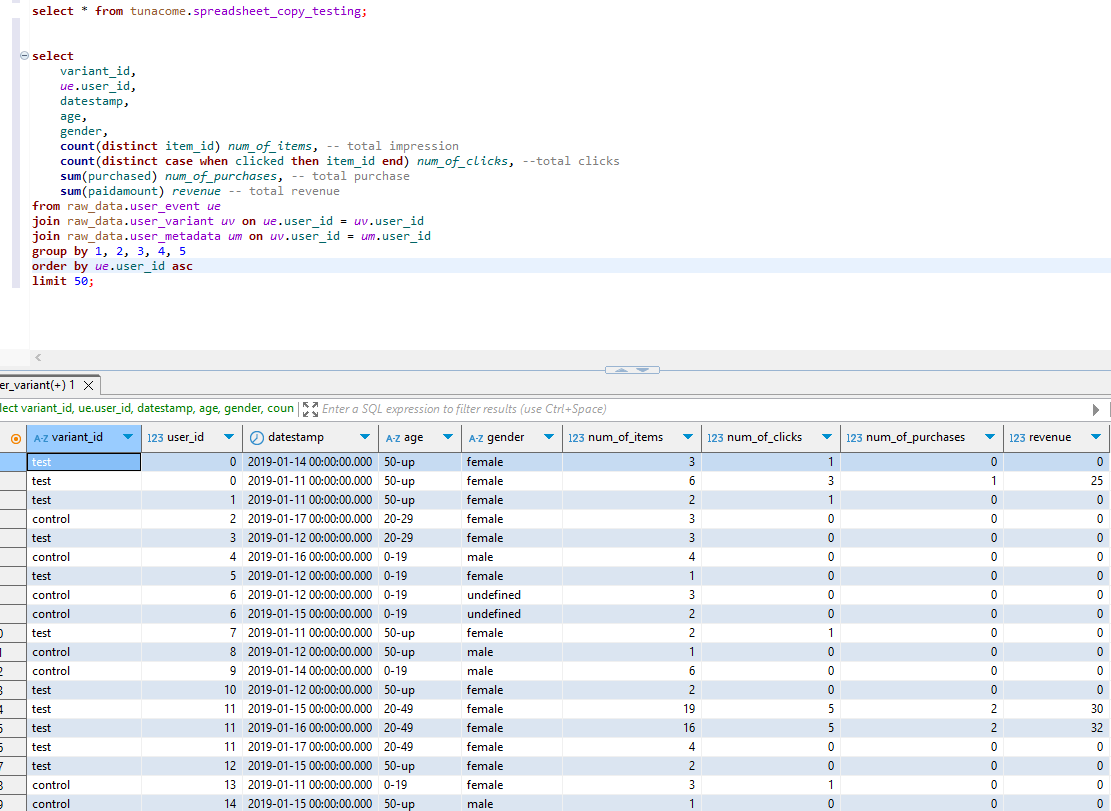 select * from tunacome.spreadsheet_copy_testing;
select
variant_id,
ue.user_id,
datestamp,
age,
gender,
count(distinct item_id) num_of_items, -- total impression
count(distinct case when clicked then item_id end) num_of_clicks, --total clicks
sum(purchased) num_of_purchases, -- total purchase
sum(paidamount) revenue -- total revenue
from raw_data.user_event ue
join raw_data.user_variant uv on ue.user_id = uv.user_id
join raw_data.user_metadata um on uv.user_id = um.user_id
group by 1, 2, 3, 4, 5
order by ue.user_id asc
limit 50;
er_variant(+) 1
lect variant_id, ue.user_id, datestamp, age, gender, coun Enter a SQL expression to filter results (use Ctrl+Space)
A-Z variant_id 123 user_id datestamp A-Z age A-Z gender 123 num_of_items 123 num_of_clicks 123 num_of_purchases 123 revenue
test 0 2019-01-14 00:00:00.000 50-up female 3 1 0 0
test 0 2019-01-11 00:00:00.000 50-up female 6 3 1 25
test 1 2019-01-11 00:00:00.000 50-up female 2 1 0 0
control 2 2019-01-17 00:00:00.000 20-29 female 3 0 0 0
test 3 2019-01-12 00:00:00.000 20-29 female 3 0 0 0
control 4 2019-01-16 00:00:00.000 0-19 male 4 0 0 0
test 5 2019-01-12 00:00:00.000 0-19 female 1 0 0 0
control 6 2019-01-12 00:00:00.000 0-19 undefined 3 0 0 0
control 6 2019-01-15 00:00:00.000 0-19 undefined 2 0 0 0
0 test 7 2019-01-11 00:00:00.000 50-up female 2 1 0 0
1 control 8 2019-01-12 00:00:00.000 50-up male 1 0 0 0
2 control 9 2019-01-14 00:00:00.000 0-19 male 6 0 0 0
3 test 10 2019-01-12 00:00:00.000 50-up female 2 0 0 0
4 test 11 2019-01-15 00:00:00.000 20-49 female 19 5 2 30
5 test 11 2019-01-16 00:00:00.000 20-49 female 16 5 2 32
6 test 11 2019-01-17 00:00:00.000 20-49 female 4 0 0 0
7 test 12 2019-01-15 00:00:00.000 50-up female 2 0 0 0
8 control 13 2019-01-11 00:00:00.000 0-19 female 3 1 0 0
9 control 14 2019-01-15 00:00:00.000 50-up male 1 0 0 0